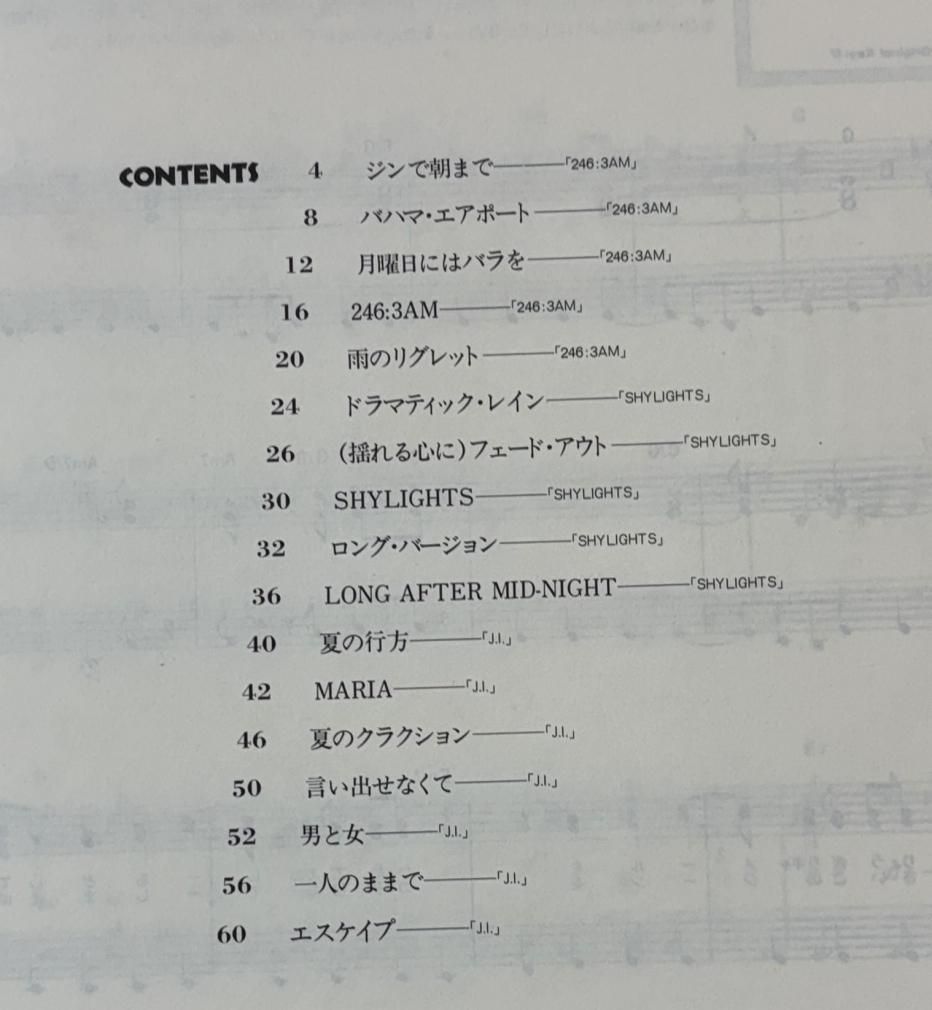 CONTENTS 4 ジンで朝まで———「246:3AM」
8 バハマ・エアポート———「246:3AM」
12 月曜日にはバラを———「246:3AM」
16 246:3AM———「246:3AM」
20 雨のリグレット———「246:3AM」
24 ドラマティック・レイン———「SHYLIGHTS」
26 (揺れる心に)フェード・アウト———「SHYLIGHTS」
30 SHYLIGHTS———「SHYLIGHTS」
32 ロング・バージョン———「SHYLIGHTS」
36 LONG AFTER MID-NIGHT———「SHYLIGHTS」
40 夏の行方———「J.I.」
42 MARIA———「J.I.」
46 夏のクラクション———「J.I.」
50 言い出せなくて———「J.I.」
52 男と女———「J.I.」
56 一人のままで———「J.I.」
60 エスケイプ———「J.I.」